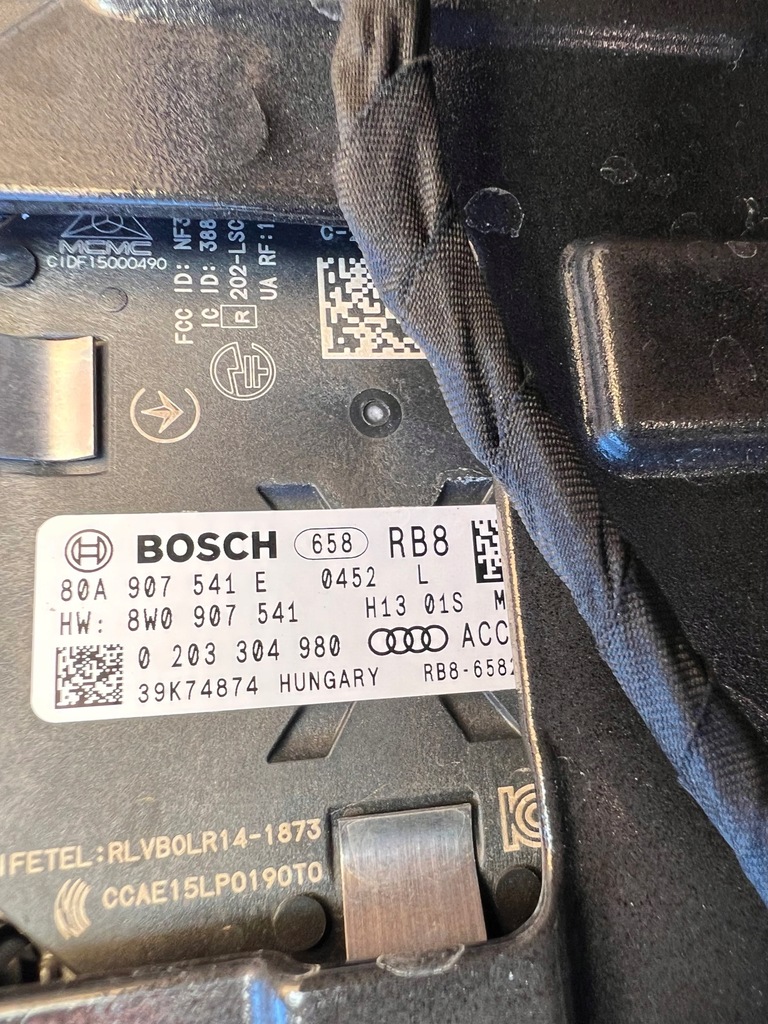 MCMC
CIDF15000490
FCC ID: NF3
IC ID: 388
R 202-LSC
UA RF:1
BOSCH 658 RB8
80A 907 541 E 0452 L
HW: 8W0 907 541 H13 01S M
0 203 304 980 ACC
39K74874 HUNGARY RB8-6582
IFETEL:RLVBOLR14-1873
CCAE15LP0190T0